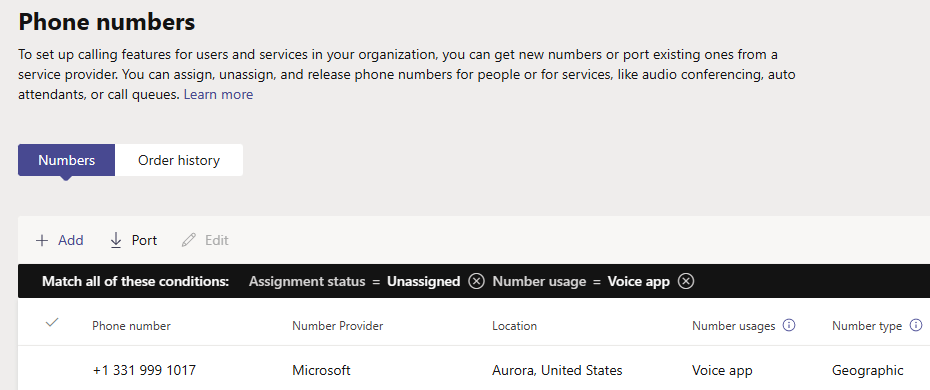 Phone numbers
To set up calling features for users and services in your organization, you can get new numbers or port existing ones from a
service provider. You can assign, unassign, and release phone numbers for people or for services, like audio conferencing, auto
attendants, or call queues. Learn more
Numbers Order history
+ Add Port Edit
Match all of these conditions: Assignment status = Unassigned Number usage = Voice app
Phone number Number Provider Location Number usages Number type
+1 331 999 1017 Microsoft Aurora, United States Voice app Geographic